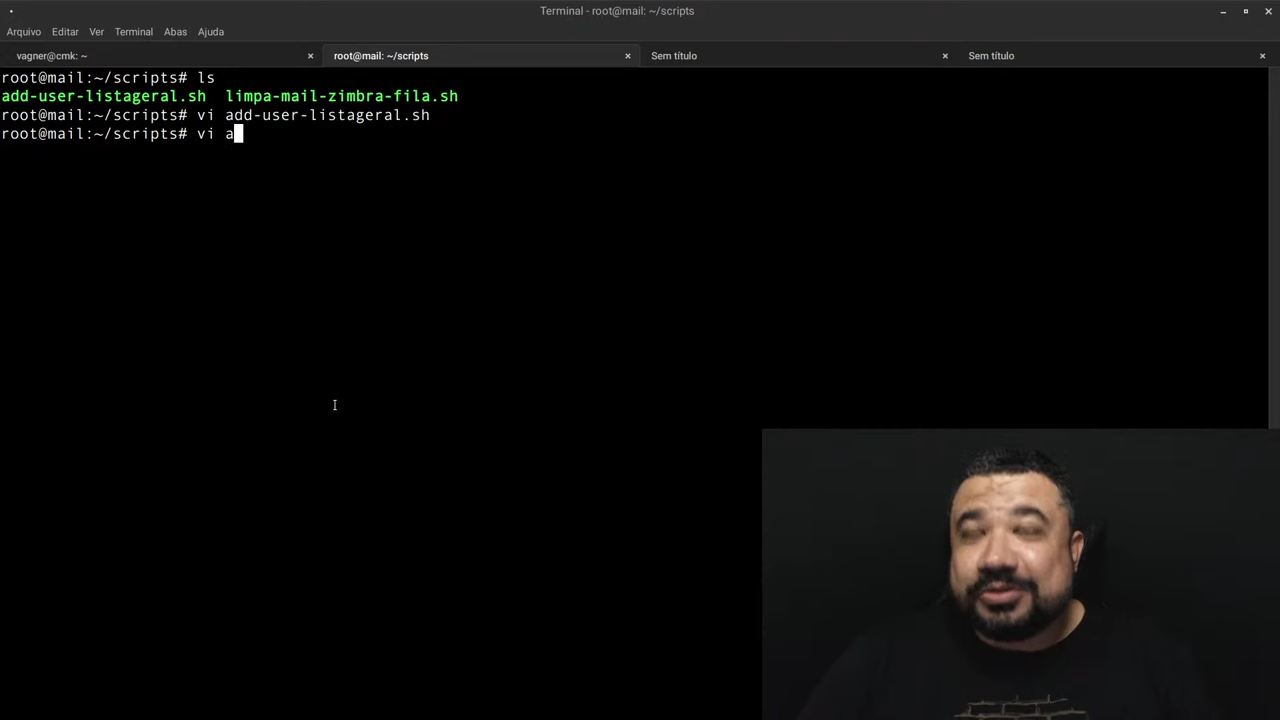 Terminal - root@mail: ~/scripts
Arquivo Editar Ver Terminal Abas Ajuda
vagner@cmk: ~ root@mail: ~/scripts Sem título Sem título
root@mail:~/scripts# ls
add-user-listageral.sh limpa-mail-zimbra-fila.sh
root@mail:~/scripts# vi add-user-listageral.sh
root@mail:~/scripts# vi a